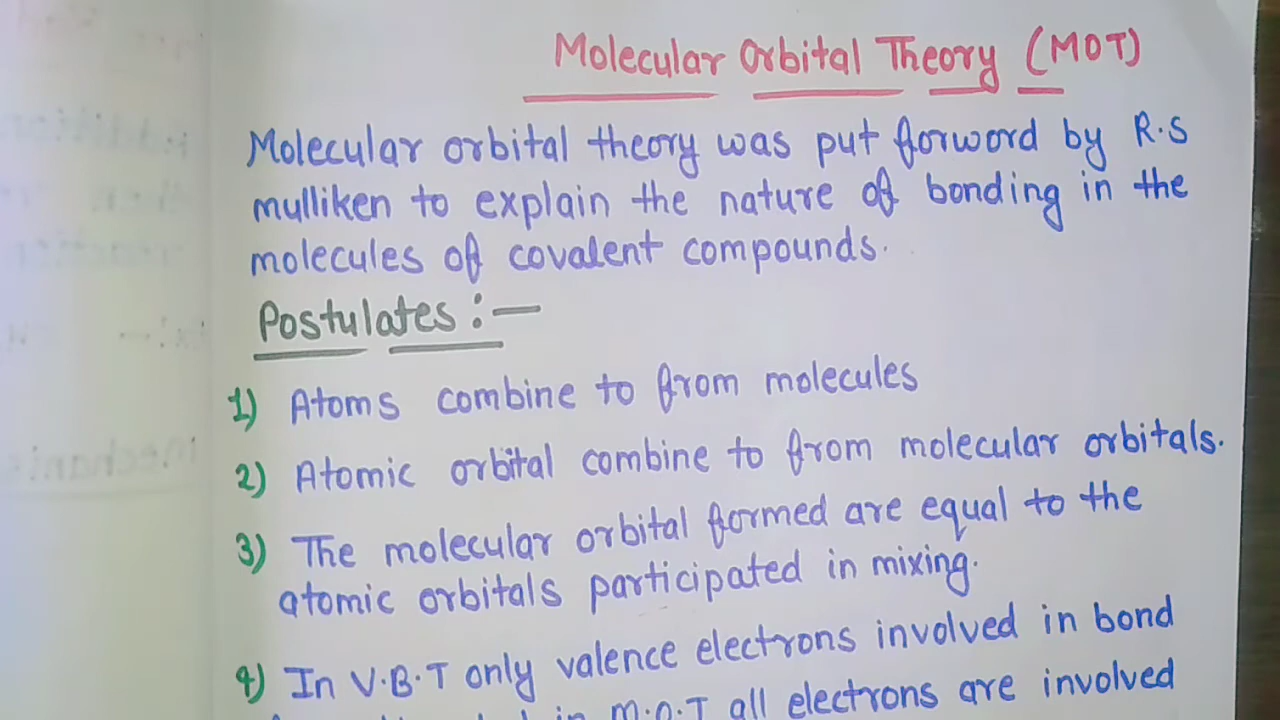 Molecular Orbital Theory (MOT)
Molecular orbital theory was put forword by R.S
mulliken to explain the nature of bonding in the
molecules of covalent compounds.
Postulates :-
1) Atoms combine to from molecules
2) Atomic orbital combine to from molecular orbitals.
3) The molecular orbital formed are equal to the
atomic orbitals participated in mixing.
4) In V.B.T only valence electrons involved in bond
in M.O.T all electrons are involved